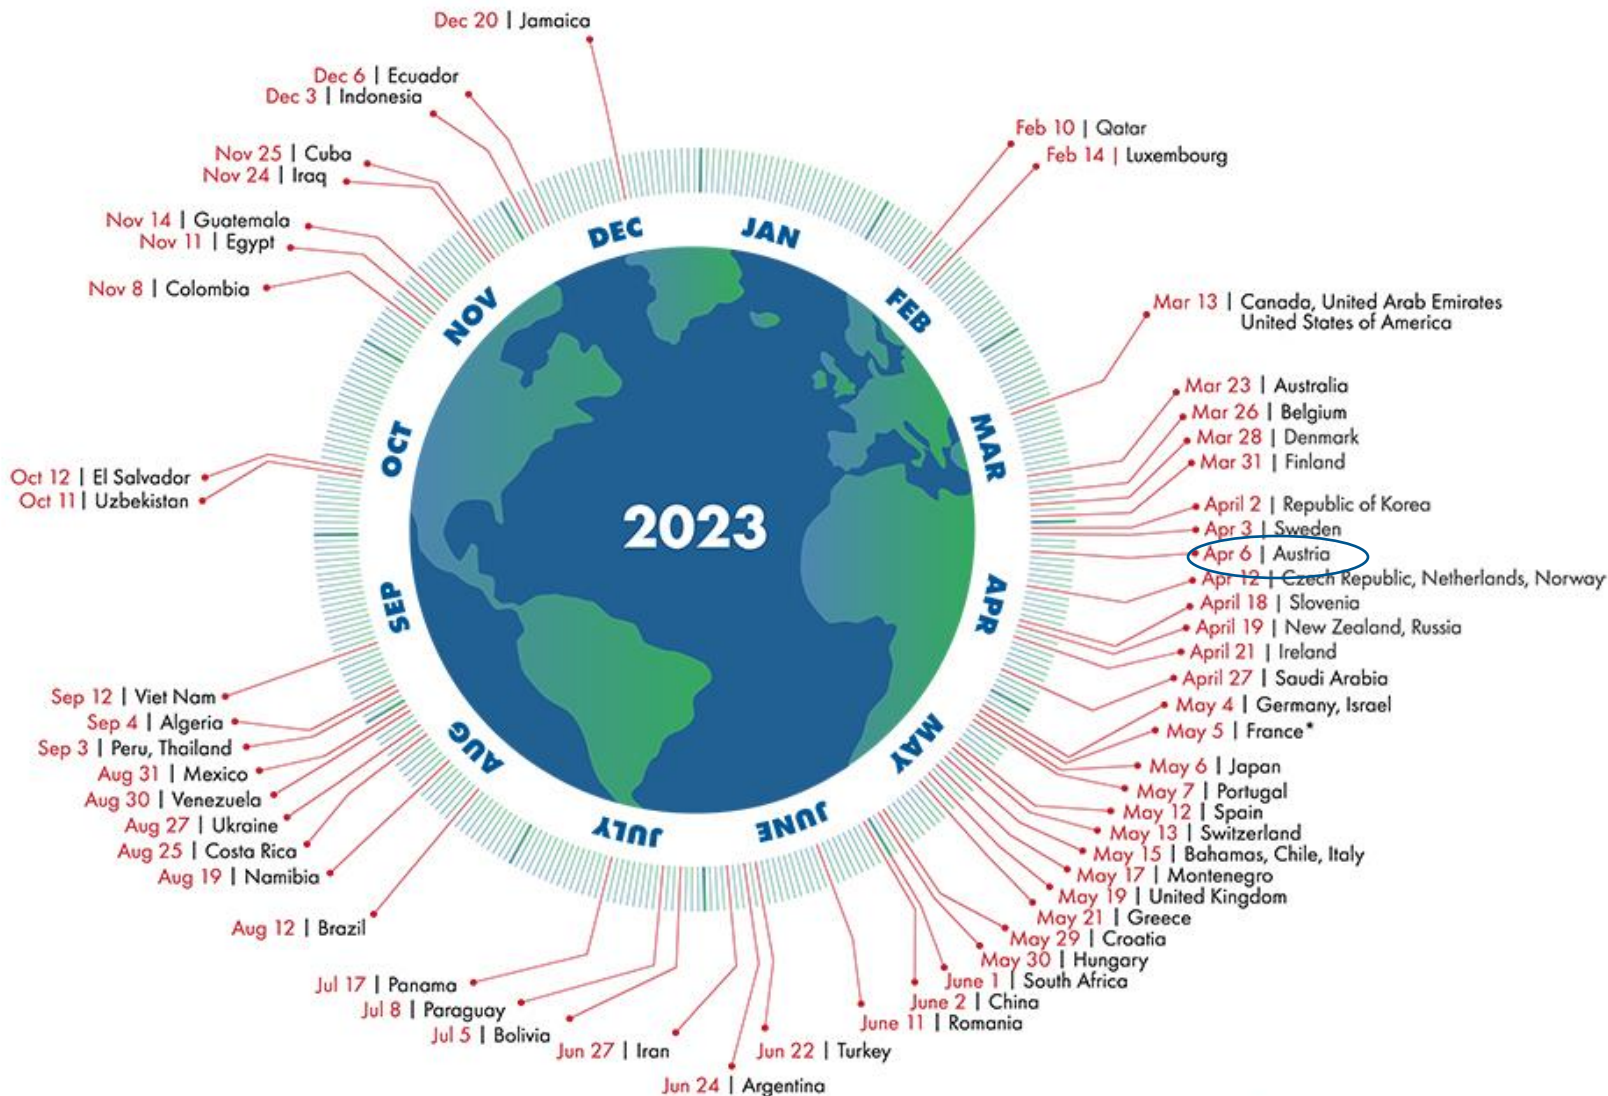 Dec 20 | Jamaica
Dec 6 | Ecuador
Dec 3 | Indonesia
Nov 25 | Cuba
Nov 24 | Iraq
Nov 14 | Guatemala
Nov 11 | Egypt
Nov 8 | Colombia
Oct 12 | El Salvador
Oct 11 | Uzbekistan
Sep 12 | Viet Nam
Sep 4 | Algeria
Sep 3 | Peru, Thailand
Aug 31 | Mexico
Aug 30 | Venezuela
Aug 27 | Ukraine
Aug 25 | Costa Rica
Aug 19 | Namibia
Aug 12 | Brazil
Jul 17 | Panama
Jul 8 | Paraguay
Jul 5 | Bolivia
Jun 27 | Iran
Jun 24 | Argentina
Jun 22 | Turkey
Feb 10 | Qatar
Feb 14 | Luxembourg
Mar 13 | Canada, United Arab Emirates
United States of America
Mar 23 | Australia
Mar 26 | Belgium
Mar 28 | Denmark
Mar 31 | Finland
April 2 | Republic of Korea
Apr 3 | Sweden
Apr 6 | Austria
Apr 12 | Czech Republic, Netherlands, Norway
April 18 | Slovenia
April 19 | New Zealand, Russia
April 21 | Ireland
April 27 | Saudi Arabia
May 4 | Germany, Israel
May 5 | France*
May 6 | Japan
May 7 | Portugal
May 12 | Spain
May 13 | Switzerland
May 15 | Bahamas, Chile, Italy
May 17 | Montenegro
May 19 | United Kingdom
May 21 | Greece
May 29 | Croatia
May 30 | Hungary
June 1 | South Africa
June 2 | China
June 11 | Romania
JAN
FEB
MAR
APR
MAY
JUNE
JULY
AUG
SEP
OCT
NOV
DEC
2023